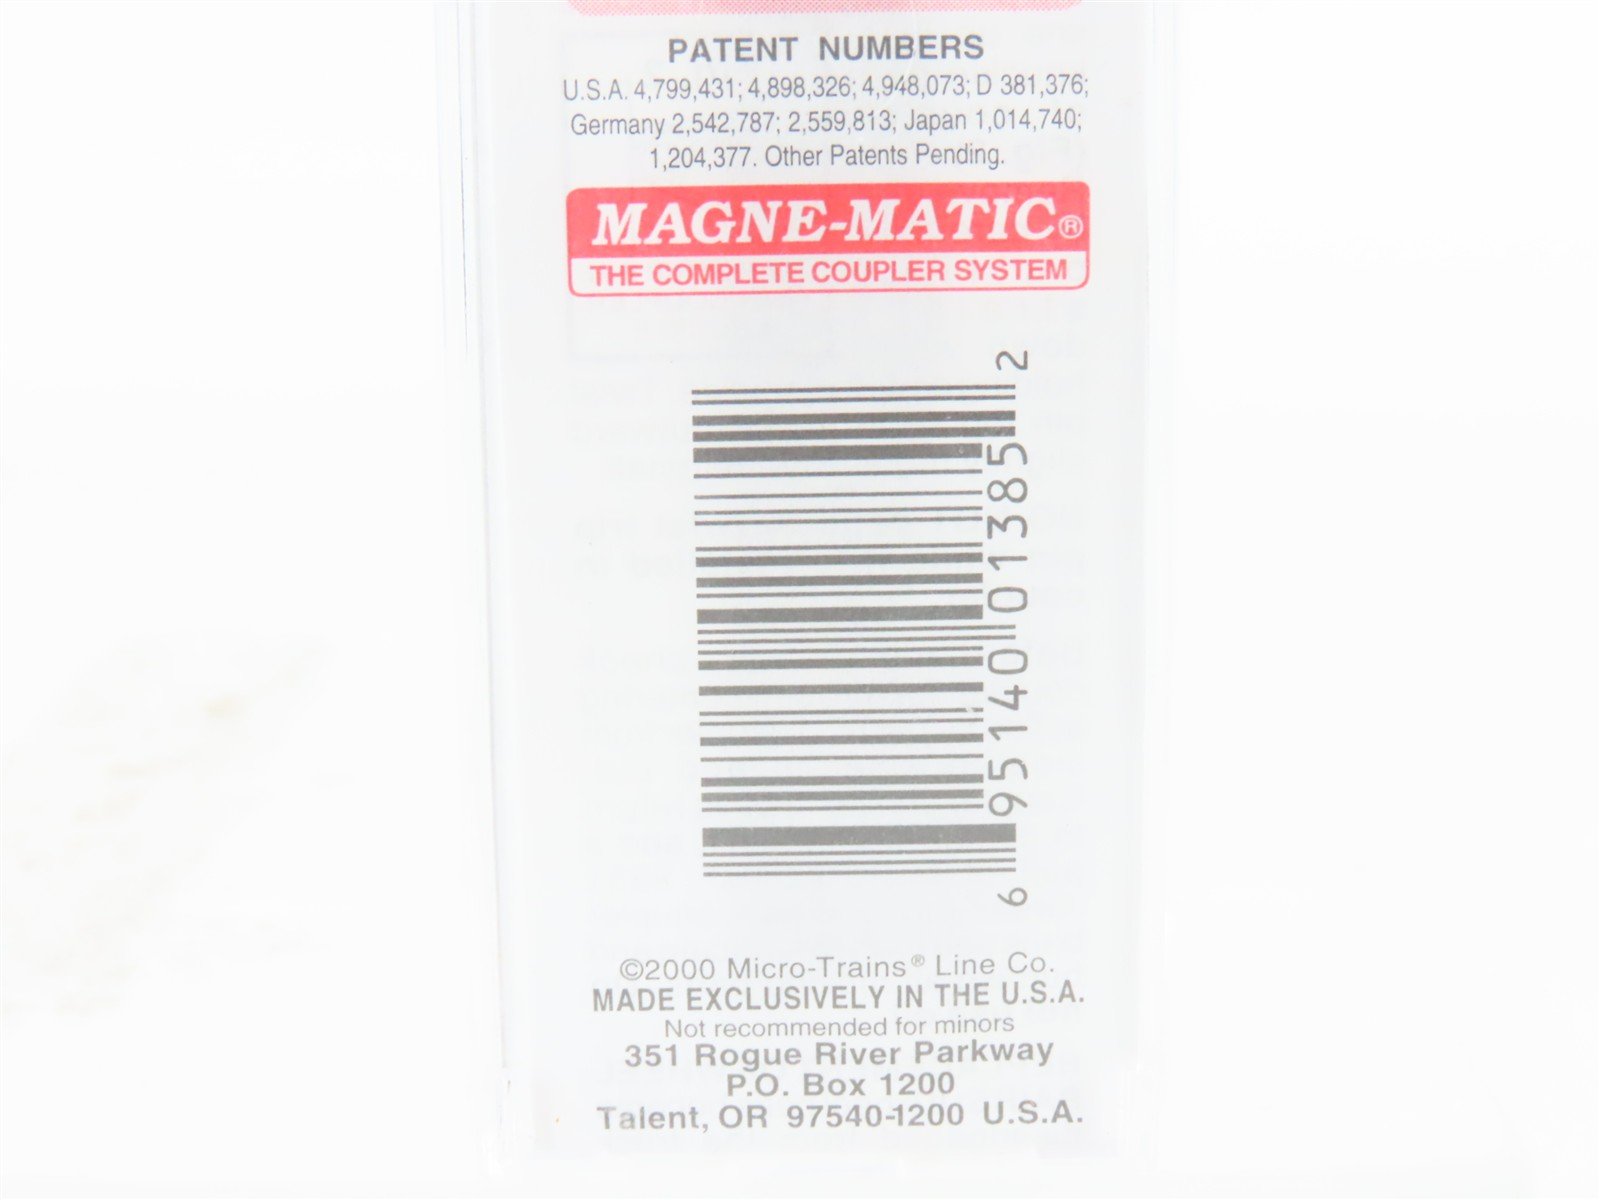 PATENT NUMBERS
U.S.A. 4,799,431; 4,898,326; 4,948,073; D 381,376;
Germany 2,542,787; 2,559,813; Japan 1,014,740;
1,204,377. Other Patents Pending.
MAGNE-MATIC®
THE COMPLETE COUPLER SYSTEM
6 95140 01385 2
©2000 Micro-Trains® Line Co.
MADE EXCLUSIVELY IN THE U.S.A.
Not recommended for minors
351 Rogue River Parkway
P.O. Box 1200
Talent, OR 97540-1200 U.S.A.